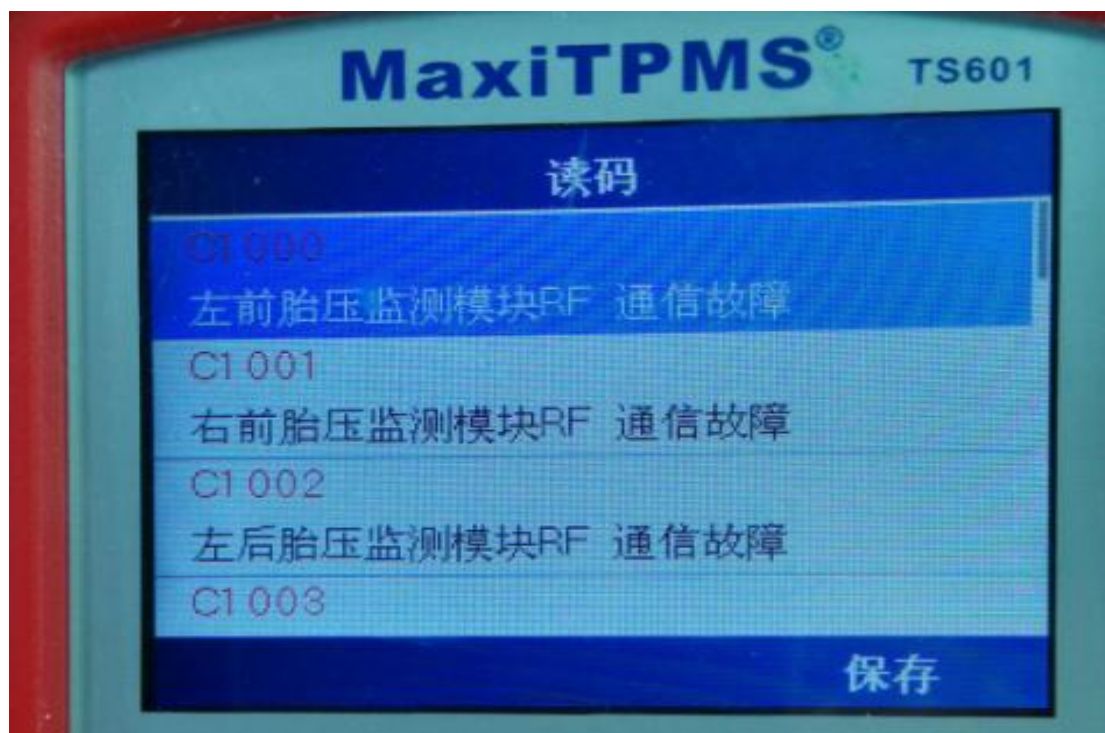 MaxiTPMS® TS601
读码
C1000
左前胎压监测模块RF 通信故障
C1001
右前胎压监测模块RF 通信故障
C1002
左后胎压监测模块RF 通信故障
C1003
保存